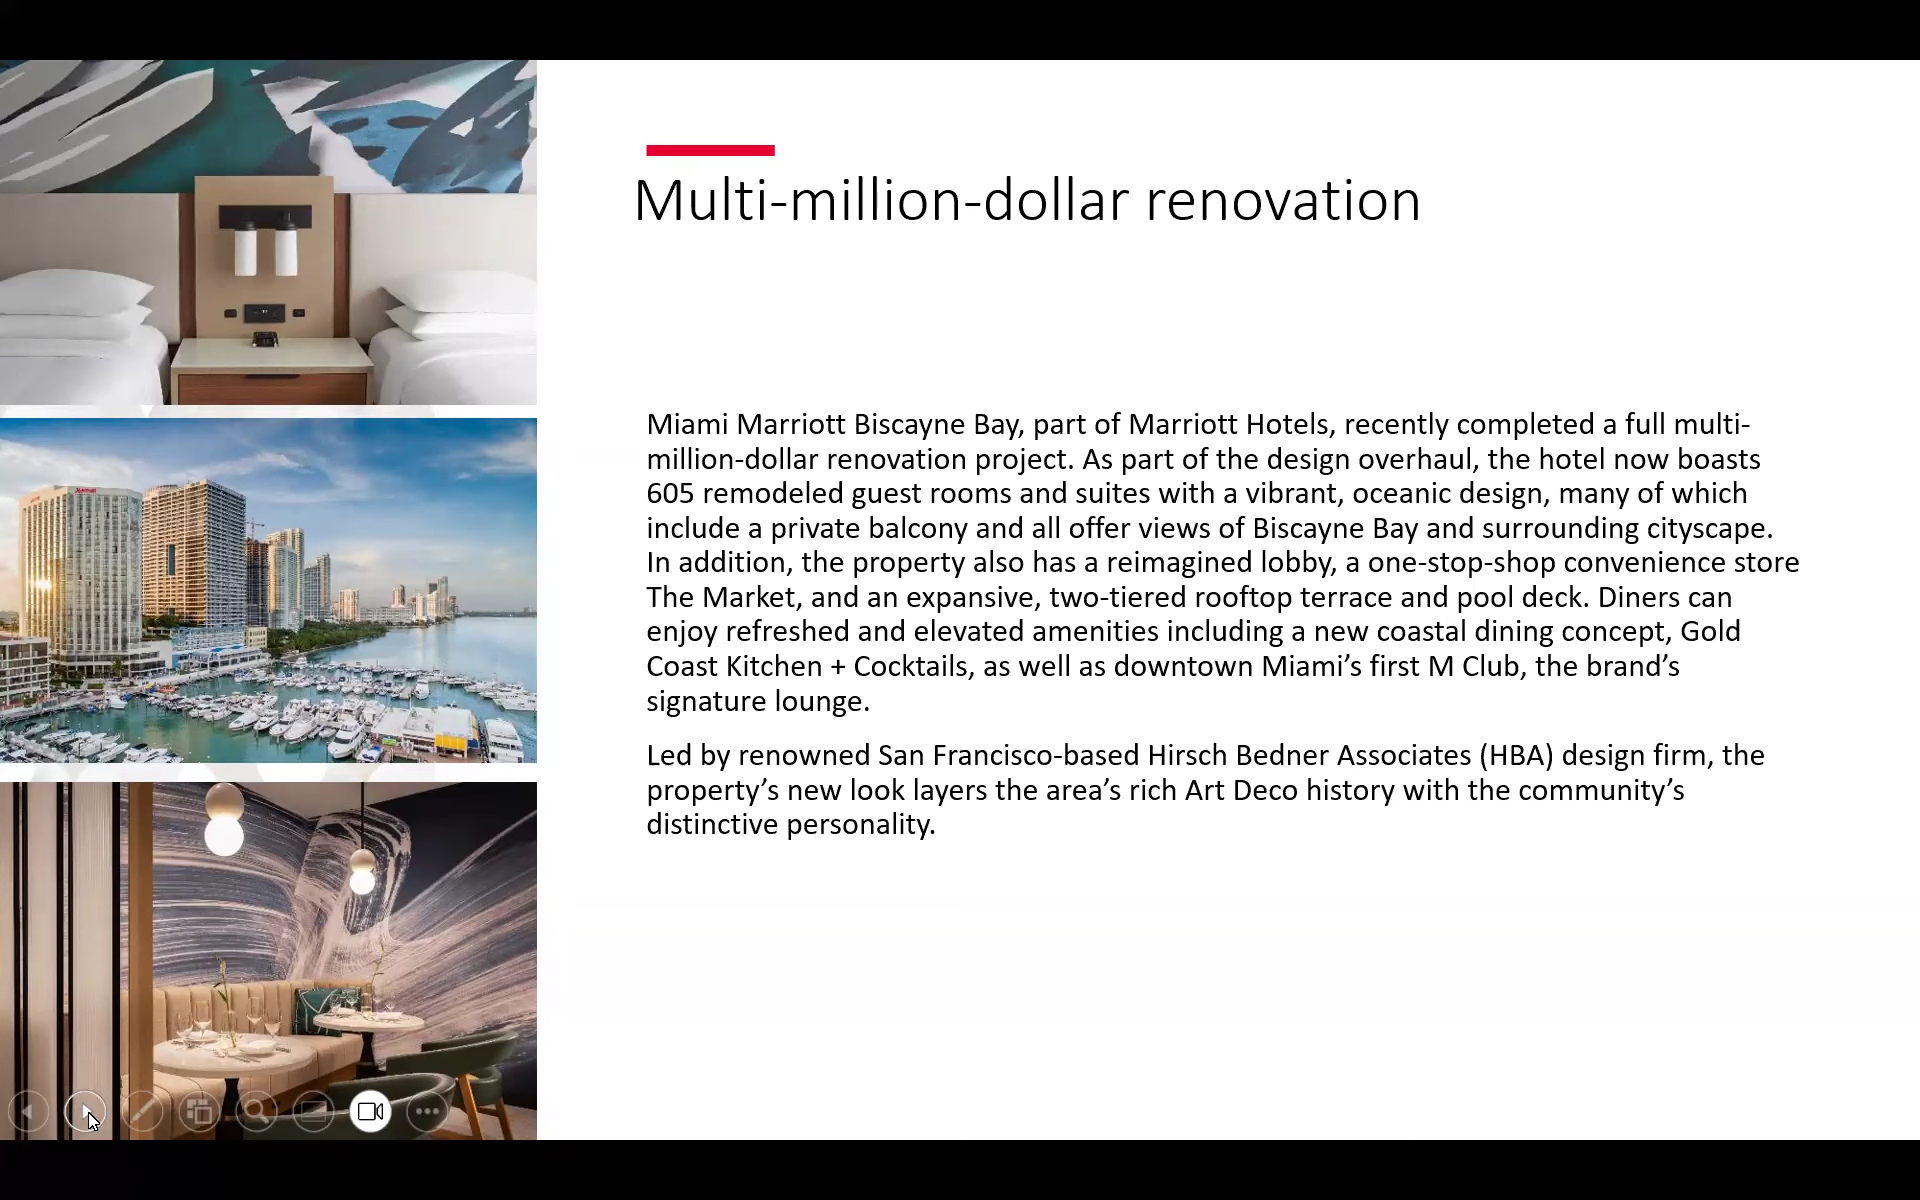 Multi-million-dollar renovation
Miami Marriott Biscayne Bay, part of Marriott Hotels, recently completed a full multi-
million-dollar renovation project. As part of the design overhaul, the hotel now boasts
605 remodeled guest rooms and suites with a vibrant, oceanic design, many of which
include a private balcony and all offer views of Biscayne Bay and surrounding cityscape.
In addition, the property also has a reimagined lobby, a one-stop-shop convenience store
The Market, and an expansive, two-tiered rooftop terrace and pool deck. Diners can
enjoy refreshed and elevated amenities including a new coastal dining concept, Gold
Coast Kitchen + Cocktails, as well as downtown Miami’s first M Club, the brand’s
signature lounge.
Led by renowned San Francisco-based Hirsch Bedner Associates (HBA) design firm, the
property’s new look layers the area’s rich Art Deco history with the community’s
distinctive personality.